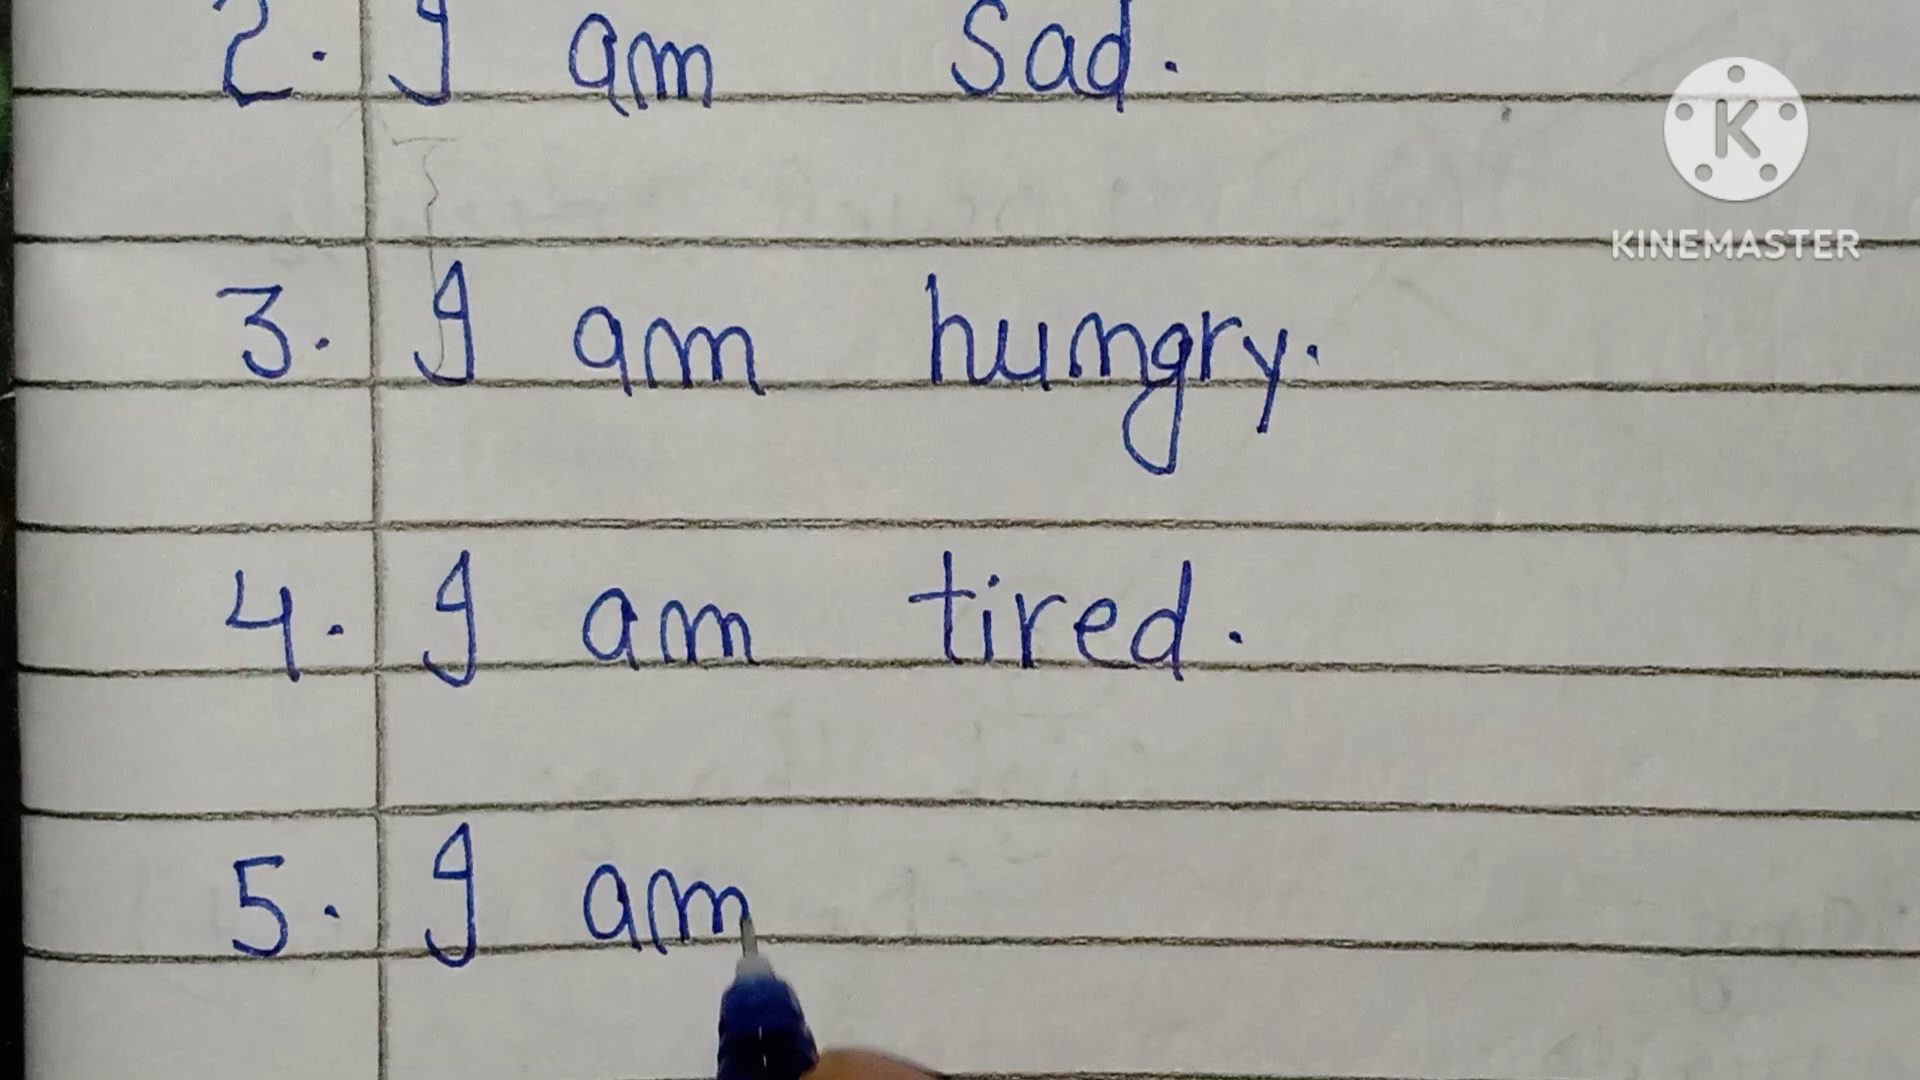 2. I am Sad.
K
KINEMASTER
3. I am hungry.
4. I am tired.
5. I am